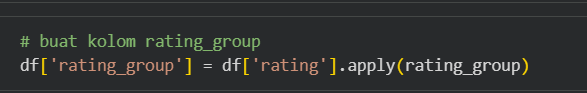 # buat kolom rating_group
df['rating_group'] = df['rating'].apply(rating_group)